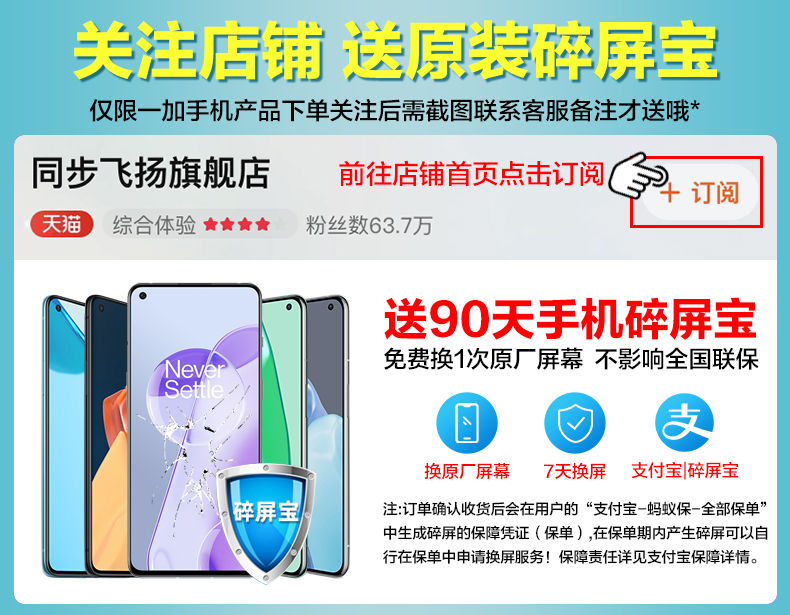 关注店铺 送原装碎屏宝
仅限一加手机产品下单关注后需截图联系客服备注才送哦*
同步飞扬旗舰店
前往店铺首页点击订阅
+ 订阅
天猫 综合体验 ★★★★★ 粉丝数63.7万
送90天手机碎屏宝
免费换1次原厂屏幕 不影响全国联保
Never
Settle
碎屏宝
换原厂屏幕 7天换屏 支付宝|碎屏宝
注:订单确认收货后会在用户的“支付宝-蚂蚁保-全部保单”
中生成碎屏的保障凭证（保单）,在保单期内产生碎屏可以自
行在保单中申请换屏服务！保障责任详见支付宝保障详情。